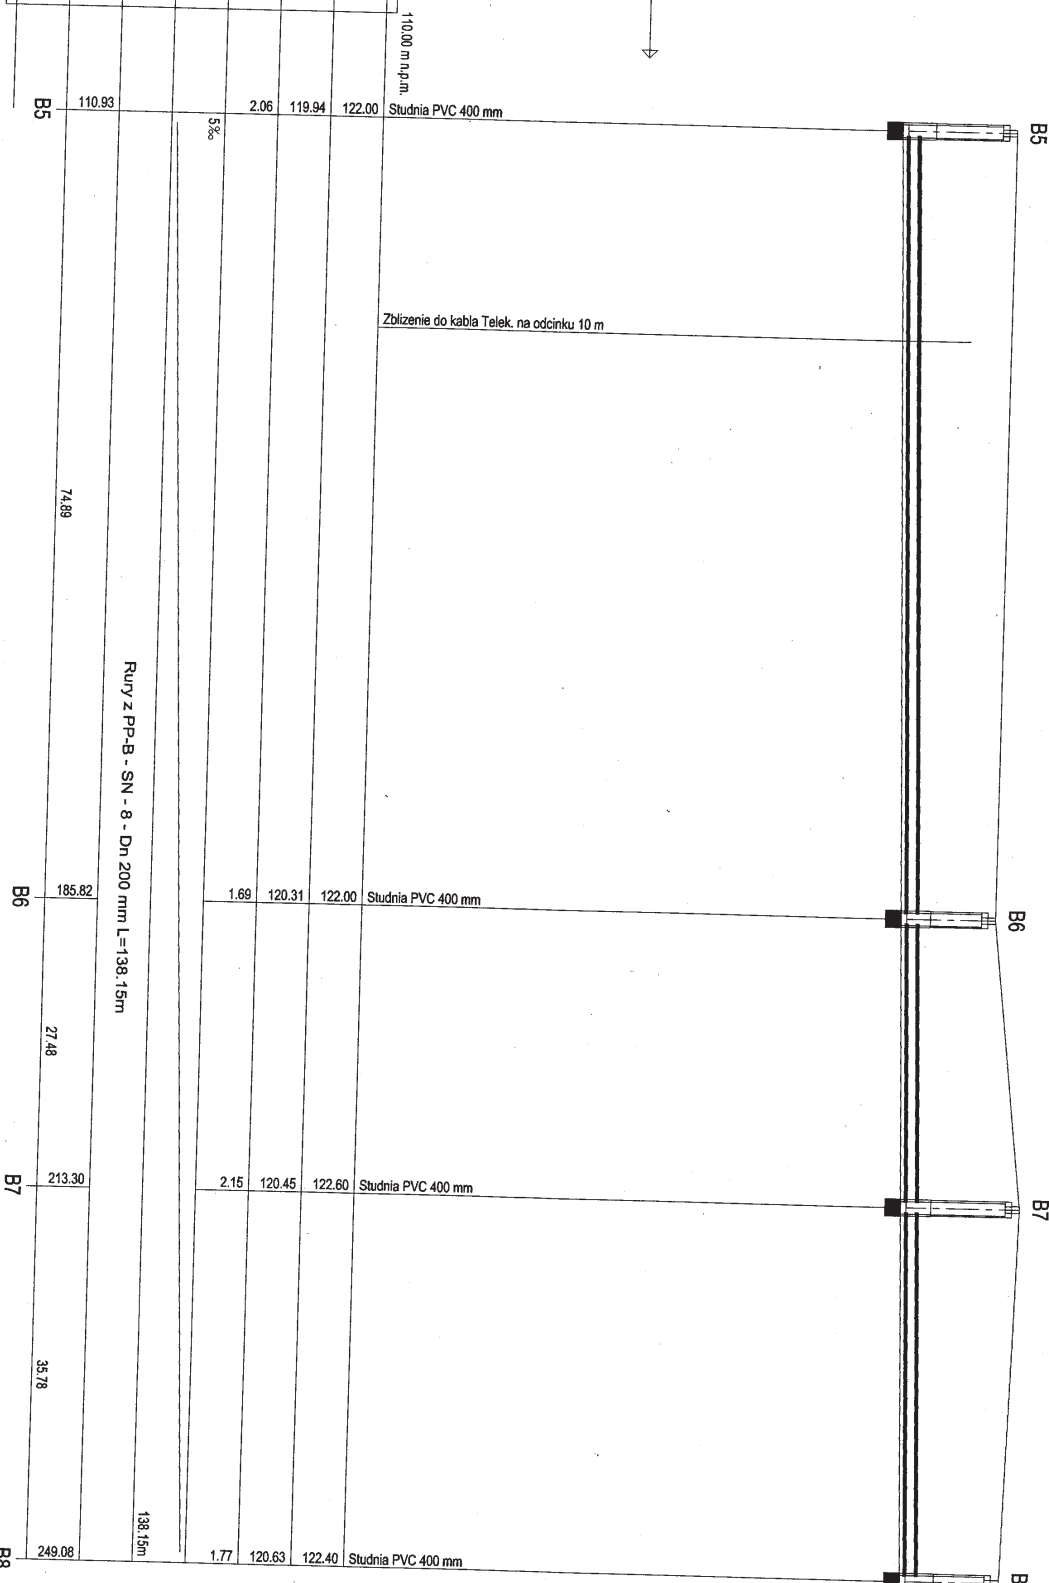 110.00 m n.p.m.
B5
110.93
2.06
119.94
122.00
Studnia PVC 400 mm
B5
5‰
Zblizenie do kabla Telek. na odcinku 10 m
74.89
Rury z PP-B - SN - 8 - Dn 200 mm L=138.15m
B6
185.82
1.69
120.31
122.00
Studnia PVC 400 mm
B6
27.48
B7
213.30
2.15
120.45
122.60
Studnia PVC 400 mm
B7
35.78
138.15m
B8
249.08
1.77
120.63
122.40
Studnia PVC 400 mm
B